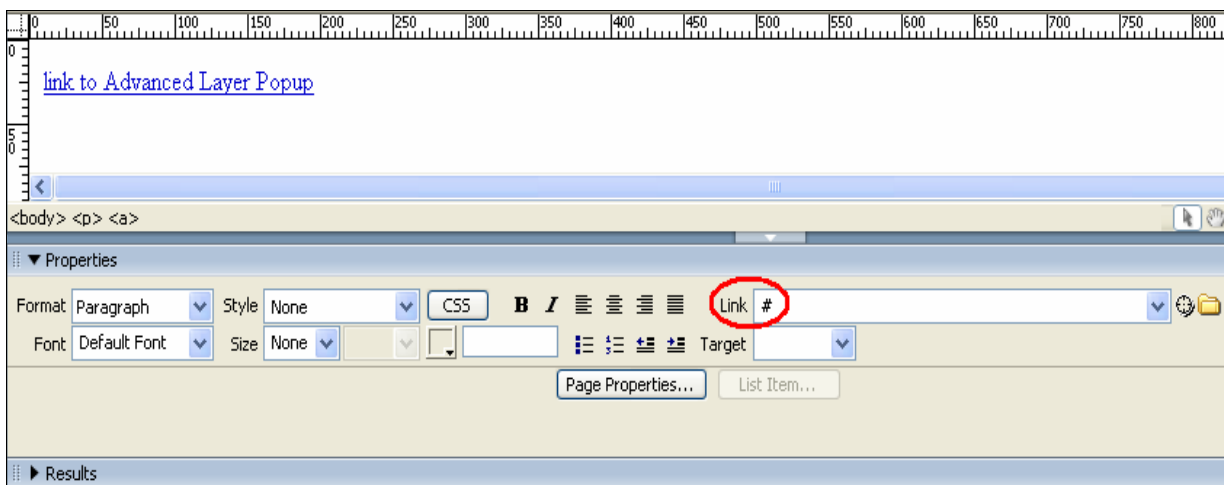 0 50 100 150 200 250 300 350 400 450 500 550 600 650 700 750 800
0
link to Advanced Layer Popup
50
<body> <p> <a>
Properties
Format Paragraph Style None CSS B I Link #
Font Default Font Size None Target
Page Properties... List Item...
Results